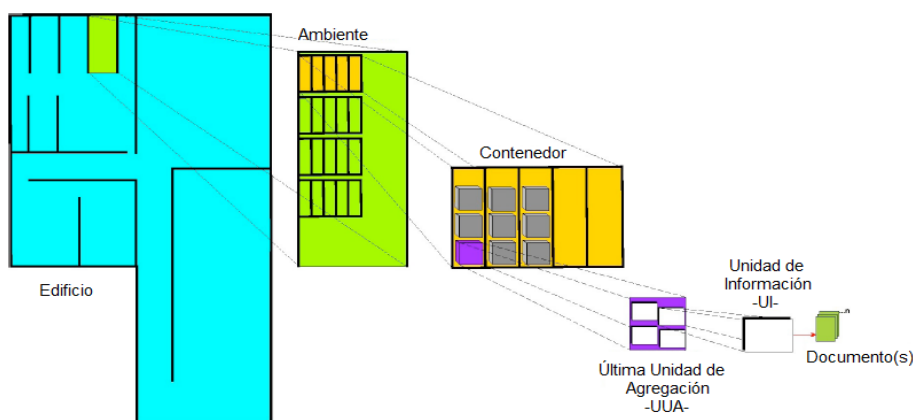 Ambiente
Contenedor
Edificio
Unidad de
Información
-UI-
Última Unidad de
Agregación
-UUA-
n
Documento(s)